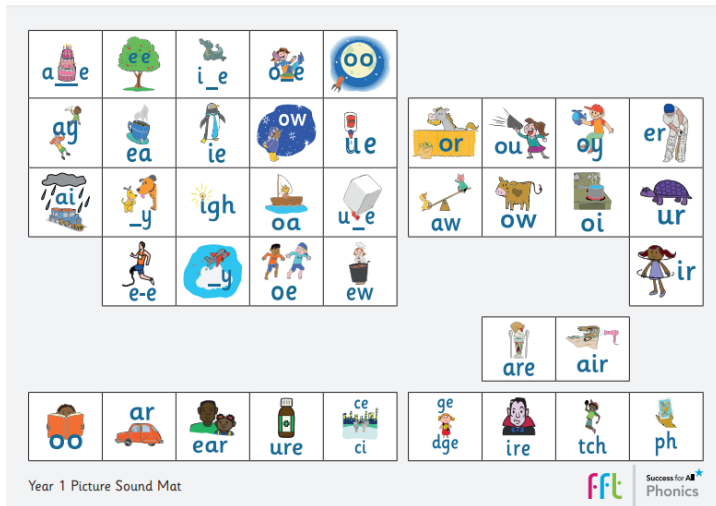 a_e ee i_e o_e oo
ay ea ie ow ue
or ou oy er
ai _y igh oa u_e
aw ow oi ur
e-e _y oe ew
ir
are air
oo ar ear ure ce
ci
ge
dge ire tch ph
Year 1 Picture Sound Mat
fft
Success for All
Phonics